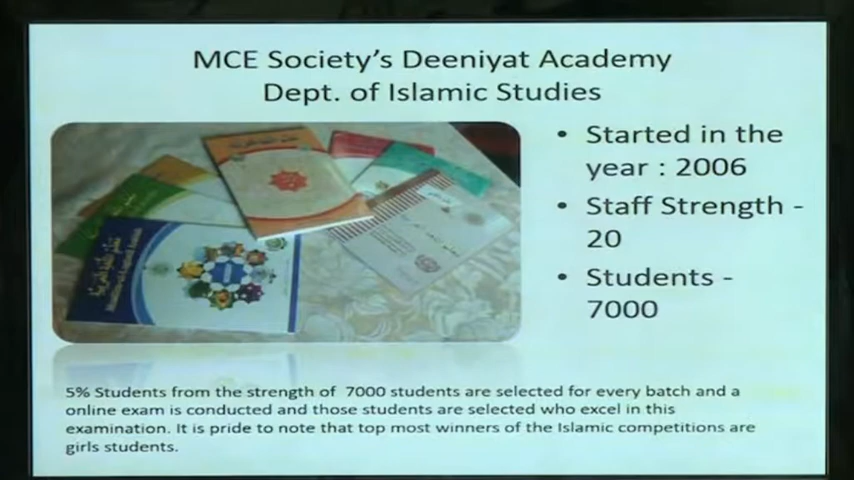 MCE Society's Deeniyat Academy
Dept. of Islamic Studies
• Started in the
year : 2006
• Staff Strength -
20
• Students -
7000
5% Students from the strength of 7000 students are selected for every batch and a
online exam is conducted and those students are selected who excel in this
examination. It is pride to note that top most winners of the Islamic competitions are
girls students.